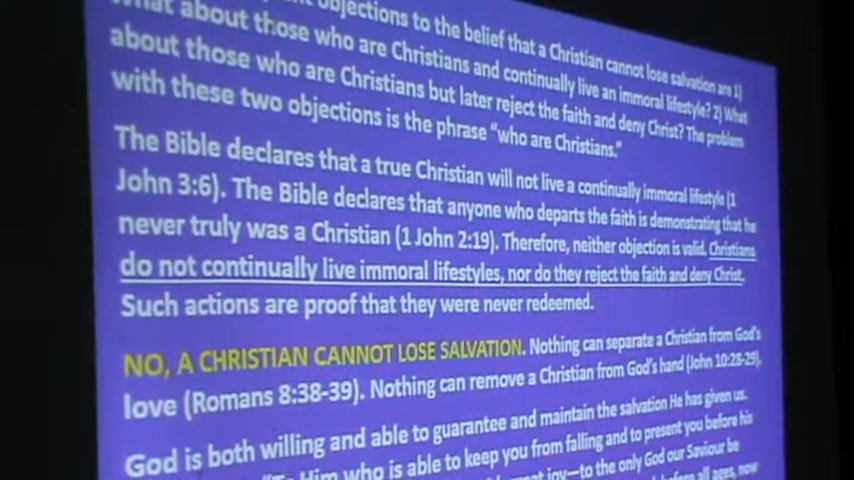 objections to the belief that a Christian cannot lose salvation are 1)
What about those who are Christians and continually live an immoral lifestyle? 2) What
about those who are Christians but later reject the faith and deny Christ? The problem
with these two objections is the phrase "who are Christians."
The Bible declares that a true Christian will not live a continually immoral lifestyle (1
John 3:6). The Bible declares that anyone who departs the faith is demonstrating that he
never truly was a Christian (1 John 2:19). Therefore, neither objection is valid. Christians
do not continually live immoral lifestyles, nor do they reject the faith and deny Christ.
Such actions are proof that they were never redeemed.
NO, A CHRISTIAN CANNOT LOSE SALVATION. Nothing can separate a Christian from God's
love (Romans 8:38-39). Nothing can remove a Christian from God's hand (John 10:28-29).
God is both willing and able to guarantee and maintain the salvation He has given us.
"To Him who is able to keep you from falling and to present you before his
great joy—to the only God our Saviour be
before all ages, now